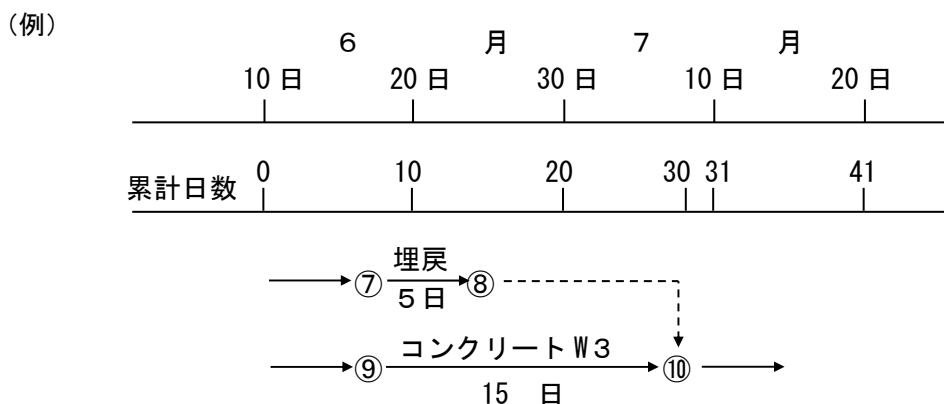 (例)
６ 月 ７ 月
10日 20日 30日 10日 20日
累計日数 0 10 20 30 31 41
⑦ 埋戻 ⑧
５日
⑨ コンクリートＷ３ ⑩
15 日